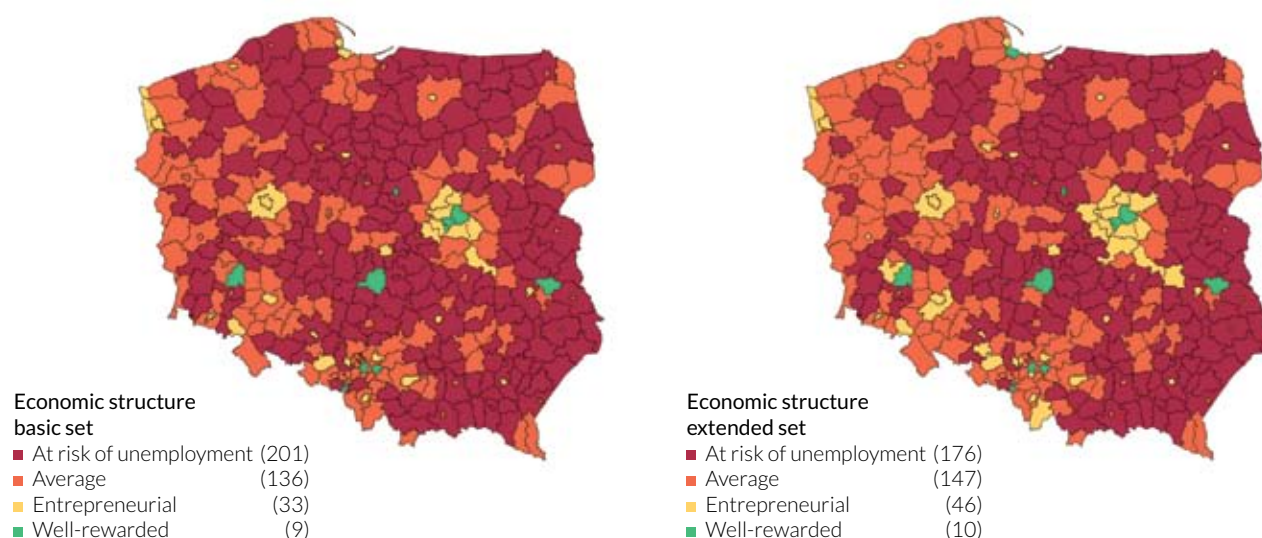 Economic structure
basic set
At risk of unemployment (201)
Average (136)
Entrepreneurial (33)
Well-rewarded (9)
Economic structure
extended set
At risk of unemployment (176)
Average (147)
Entrepreneurial (46)
Well-rewarded (10)